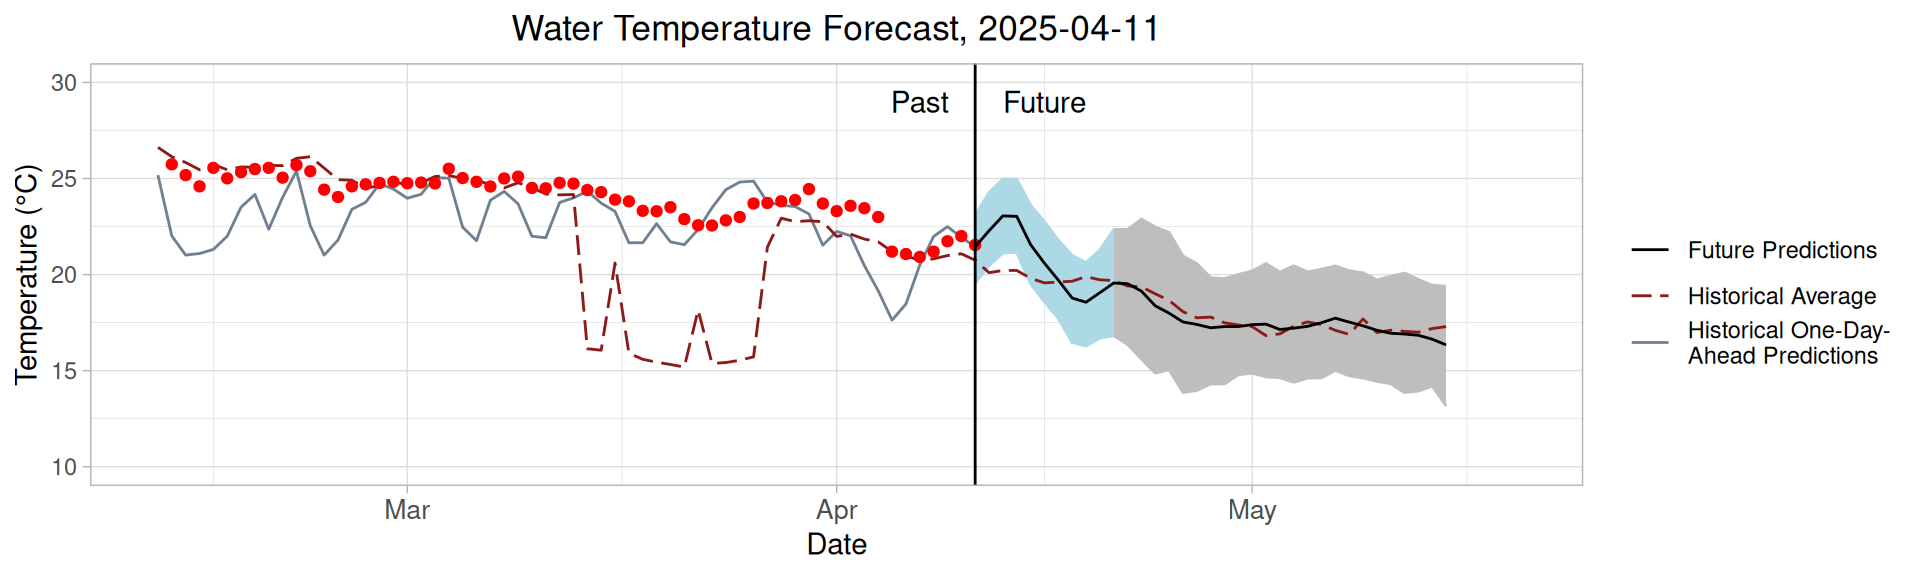 Water Temperature Forecast, 2025-04-11
30
25
20
15
10
Temperature (°C)
Past
Future
Mar
Apr
May
Date
Future Predictions
Historical Average
Historical One-Day-
Ahead Predictions